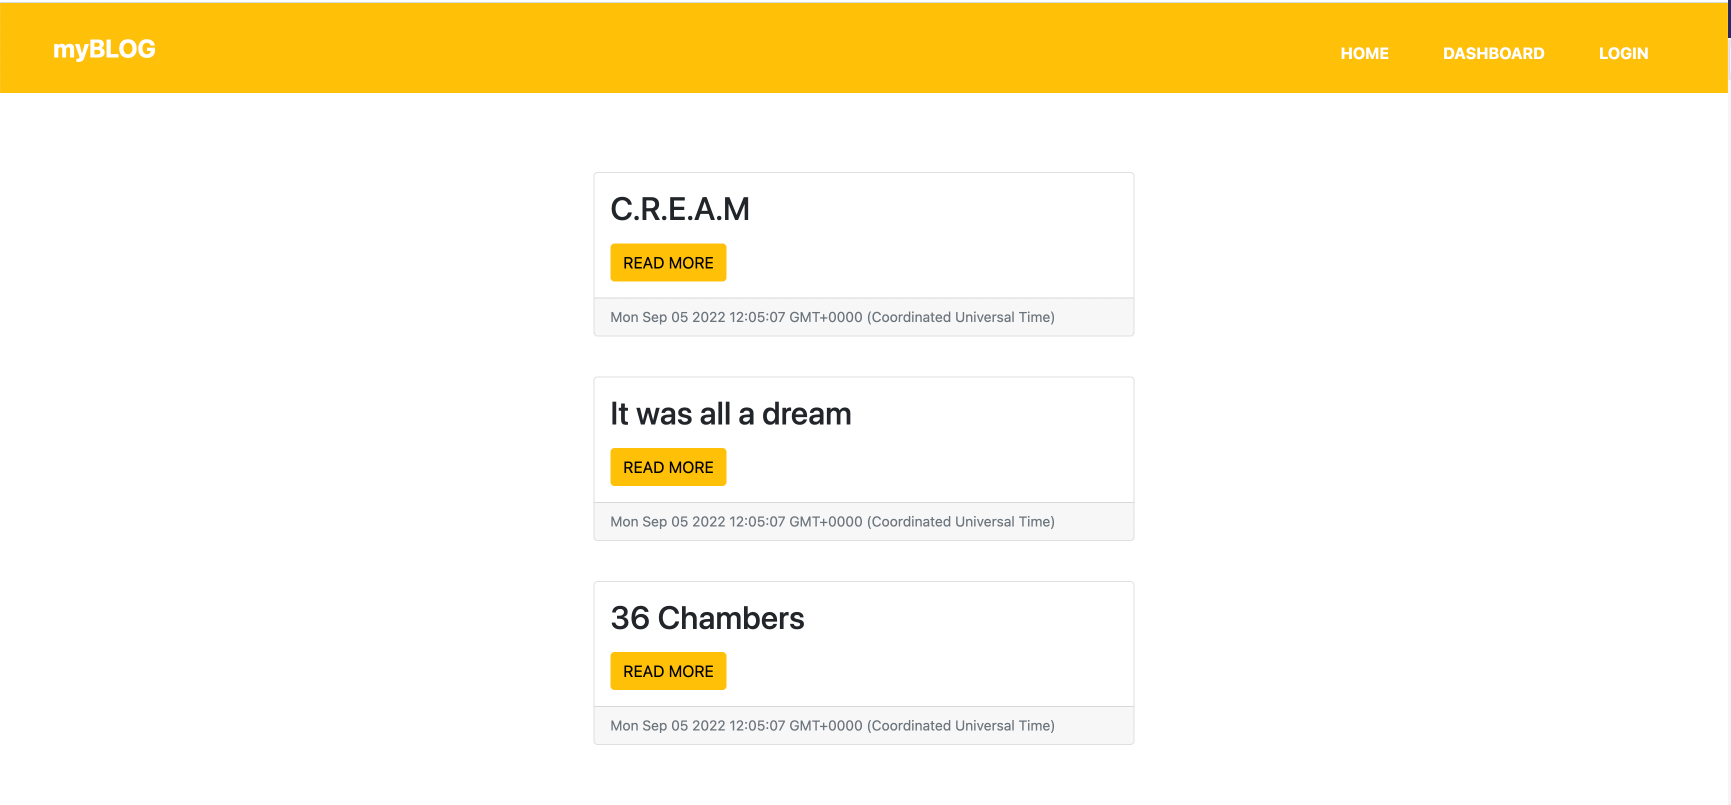 myBLOG
HOME DASHBOARD LOGIN
C.R.E.A.M
READ MORE
Mon Sep 05 2022 12:05:07 GMT+0000 (Coordinated Universal Time)
It was all a dream
READ MORE
Mon Sep 05 2022 12:05:07 GMT+0000 (Coordinated Universal Time)
36 Chambers
READ MORE
Mon Sep 05 2022 12:05:07 GMT+0000 (Coordinated Universal Time)